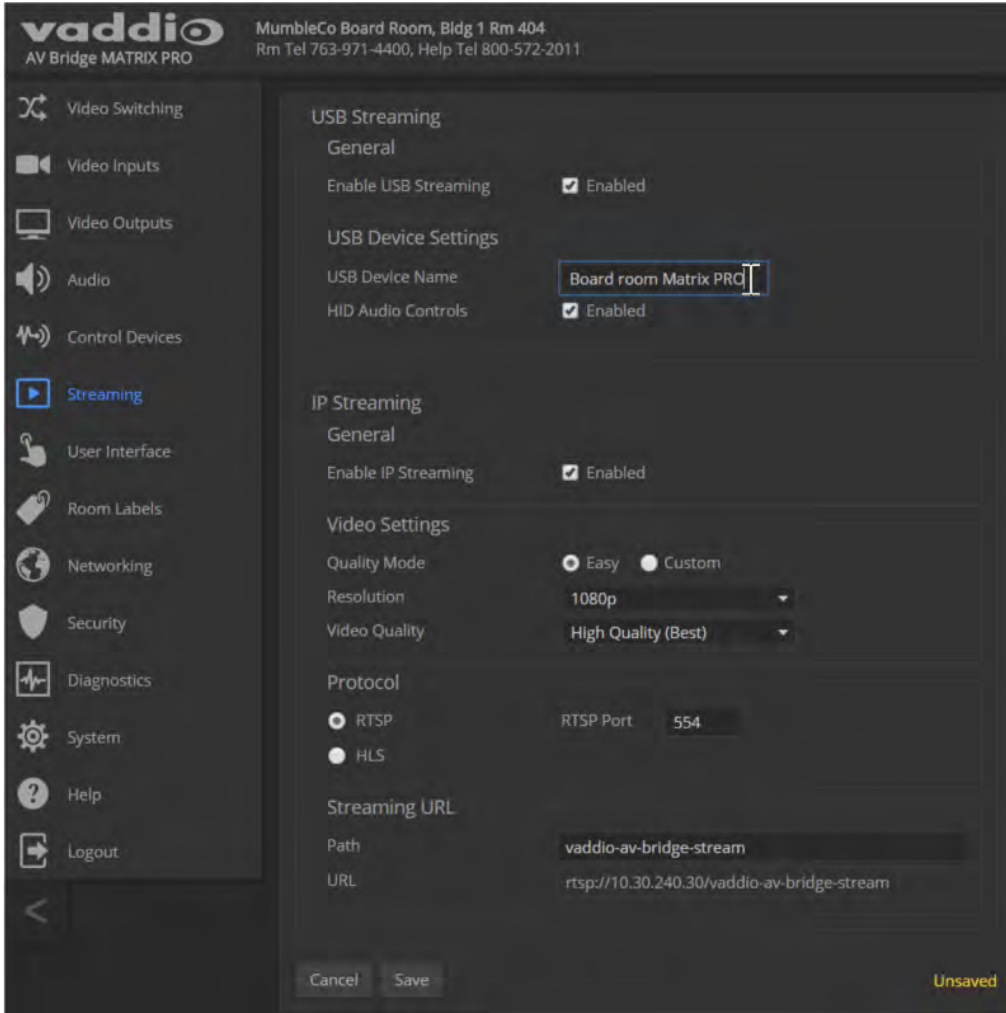 vaddio
AV Bridge MATRIX PRO
MumbleCo Board Room, Bldg 1 Rm 404
Rm Tel 763-971-4400, Help Tel 800-572-2011
Video Switching
Video Inputs
Video Outputs
Audio
Control Devices
Streaming
User Interface
Room Labels
Networking
Security
Diagnostics
System
Help
Logout
<
USB Streaming
General
Enable USB Streaming Enabled
USB Device Settings
USB Device Name Board room Matrix PRO
HID Audio Controls Enabled
IP Streaming
General
Enable IP Streaming Enabled
Video Settings
Quality Mode Easy Custom
Resolution 1080p
Video Quality High Quality (Best)
Protocol
RTSP RTSP Port 554
HLS
Streaming URL
Path vaddio-av-bridge-stream
URL rtsp://10.30.240.30/vaddio-av-bridge-stream
Cancel Save Unsaved